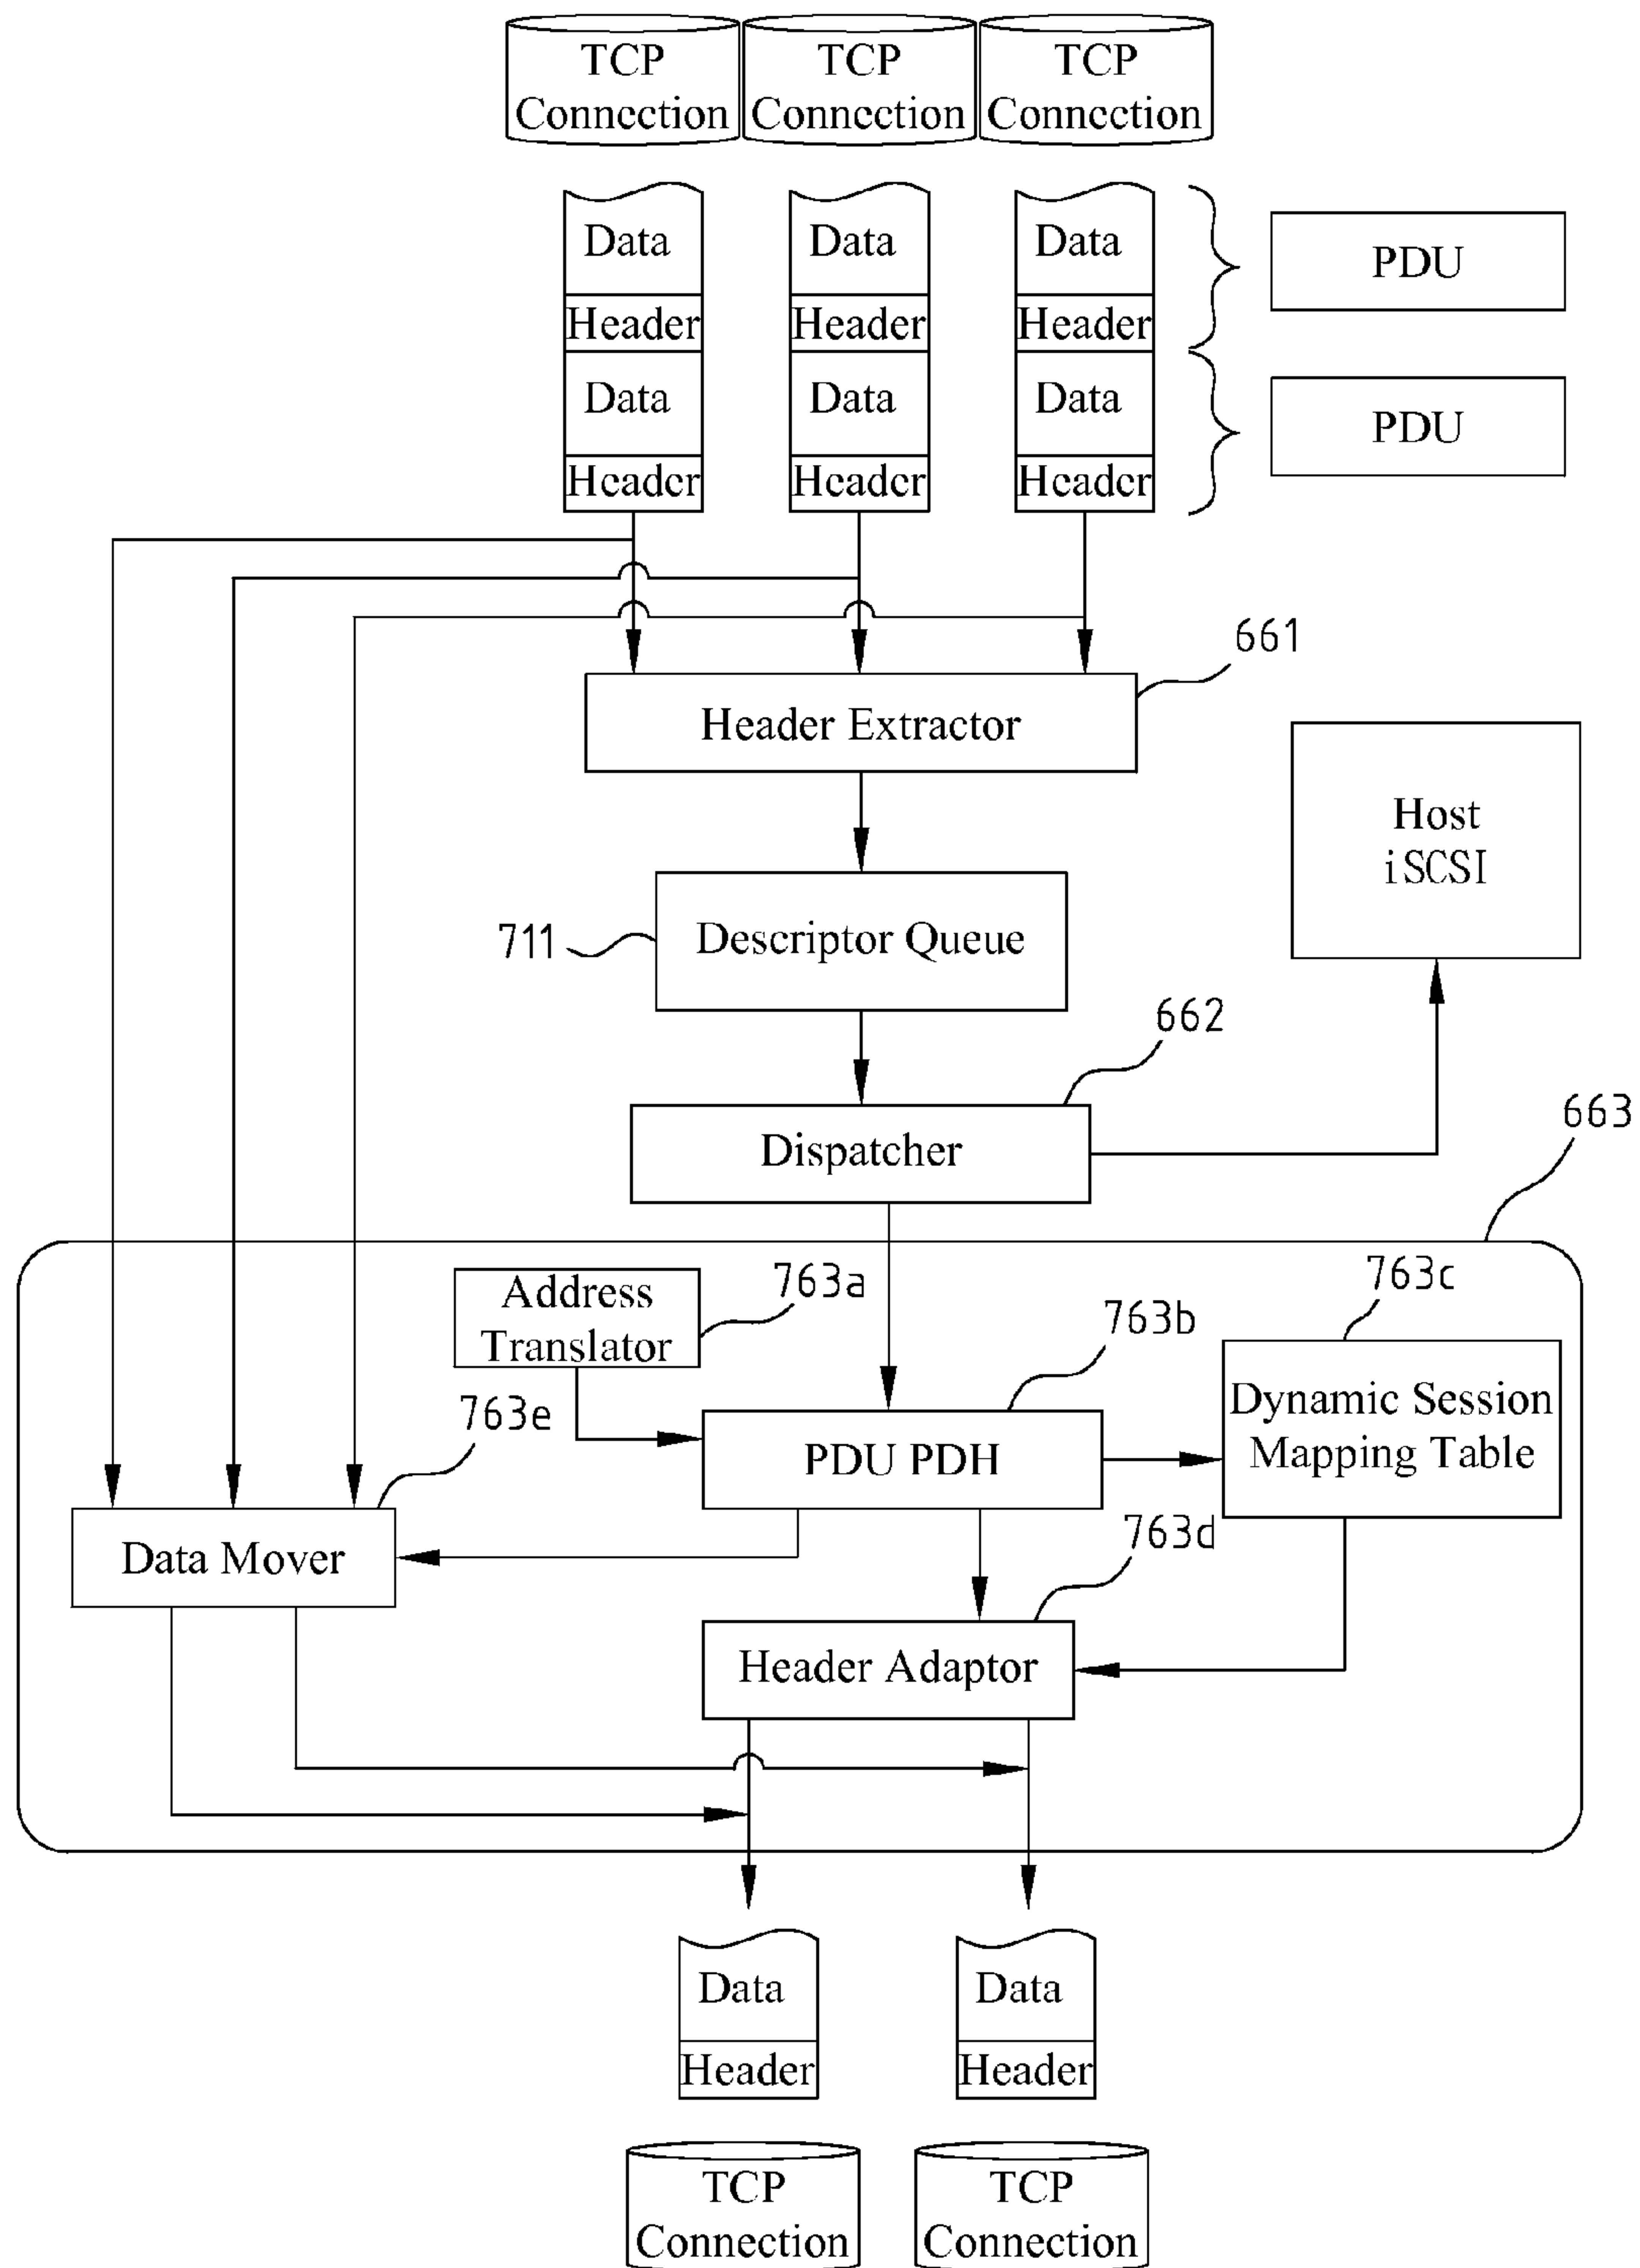 TCP
Connection
TCP
Connection
TCP
Connection
Data
Data
Data
PDU
Header
Header
Header
Data
Data
Data
PDU
Header
Header
Header
661
Header Extractor
Host
iSCSI
711
Descriptor Queue
662
Dispatcher
663
Address
Translator
763a
763b
763c
Dynamic Session
Mapping Table
763e
PDU PDH
763d
Data Mover
Header Adaptor
Data
Data
Header
Header
TCP
Connection
TCP
Connection